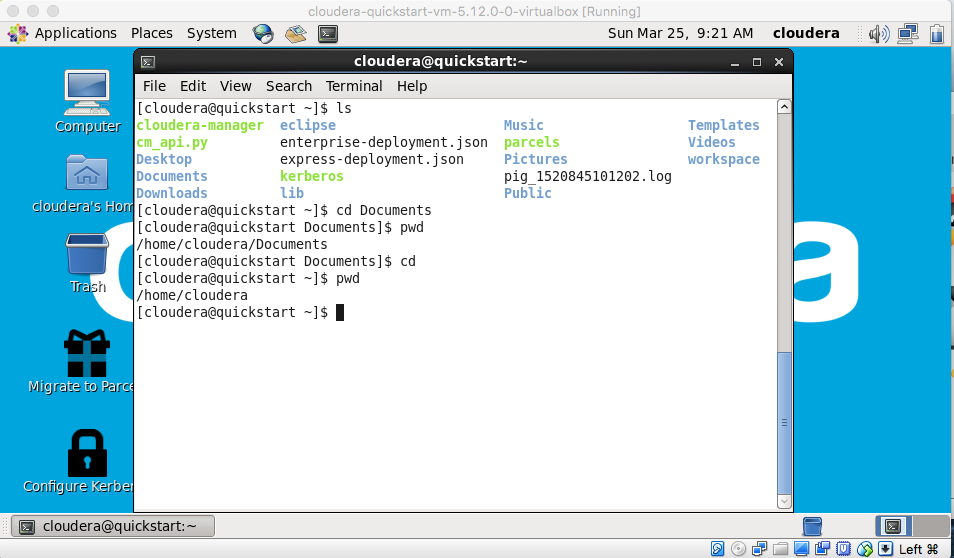 cloudera-quickstart-vm-5.12.0-0-virtualbox [Running]
Applications Places System Sun Mar 25, 9:21 AM cloudera
cloudera@quickstart:~
File Edit View Search Terminal Help
[cloudera@quickstart ~]$ ls
cloudera-manager eclipse Music Templates
cm_api.py enterprise-deployment.json parcels Videos
Desktop express-deployment.json Pictures workspace
Documents kerberos pig_1520845101202.log
Downloads lib Public
[cloudera@quickstart ~]$ cd Documents
[cloudera@quickstart Documents]$ pwd
/home/cloudera/Documents
[cloudera@quickstart Documents]$ cd
[cloudera@quickstart ~]$ pwd
/home/cloudera
[cloudera@quickstart ~]$
Computer
cloudera's Hom
Trash
Migrate to Parce
Configure Kerber
cloudera@quickstart:~
Left ⌘